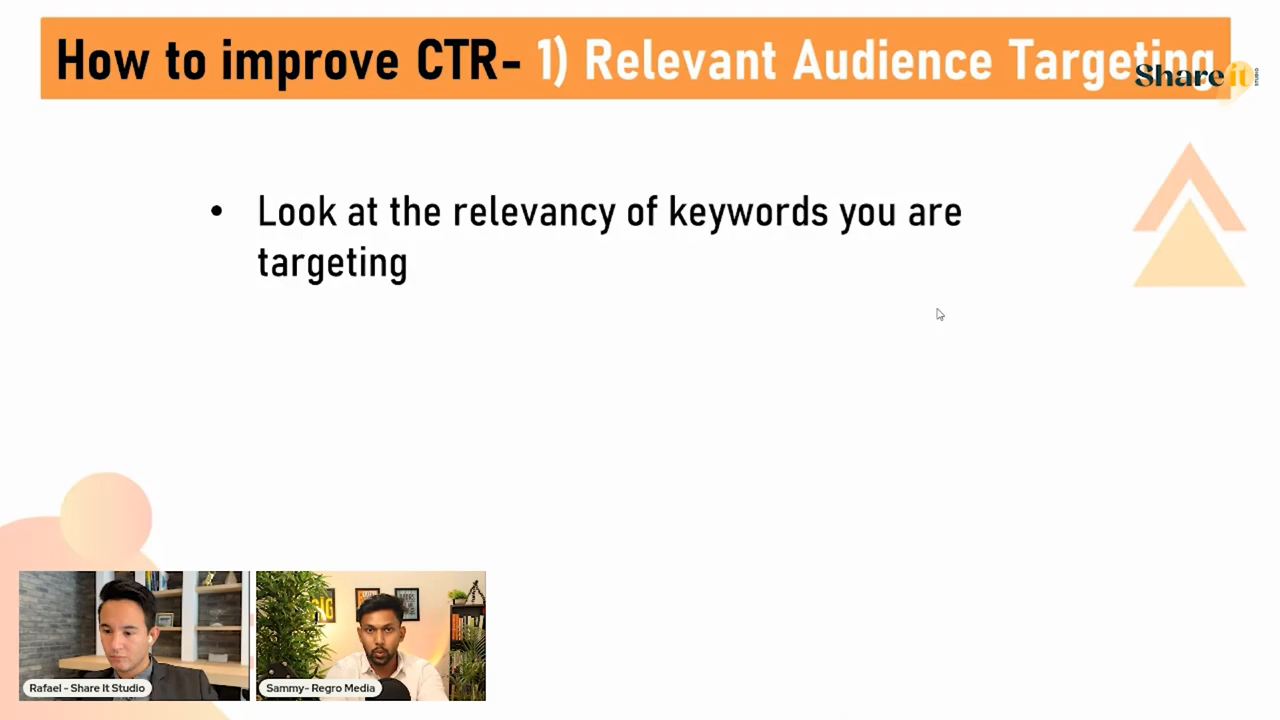 How to improve CTR- 1) Relevant Audience Targeting
Share it
STUDIO
• Look at the relevancy of keywords you are
targeting
Rafael - Share It Studio
Sammy- Regro Media